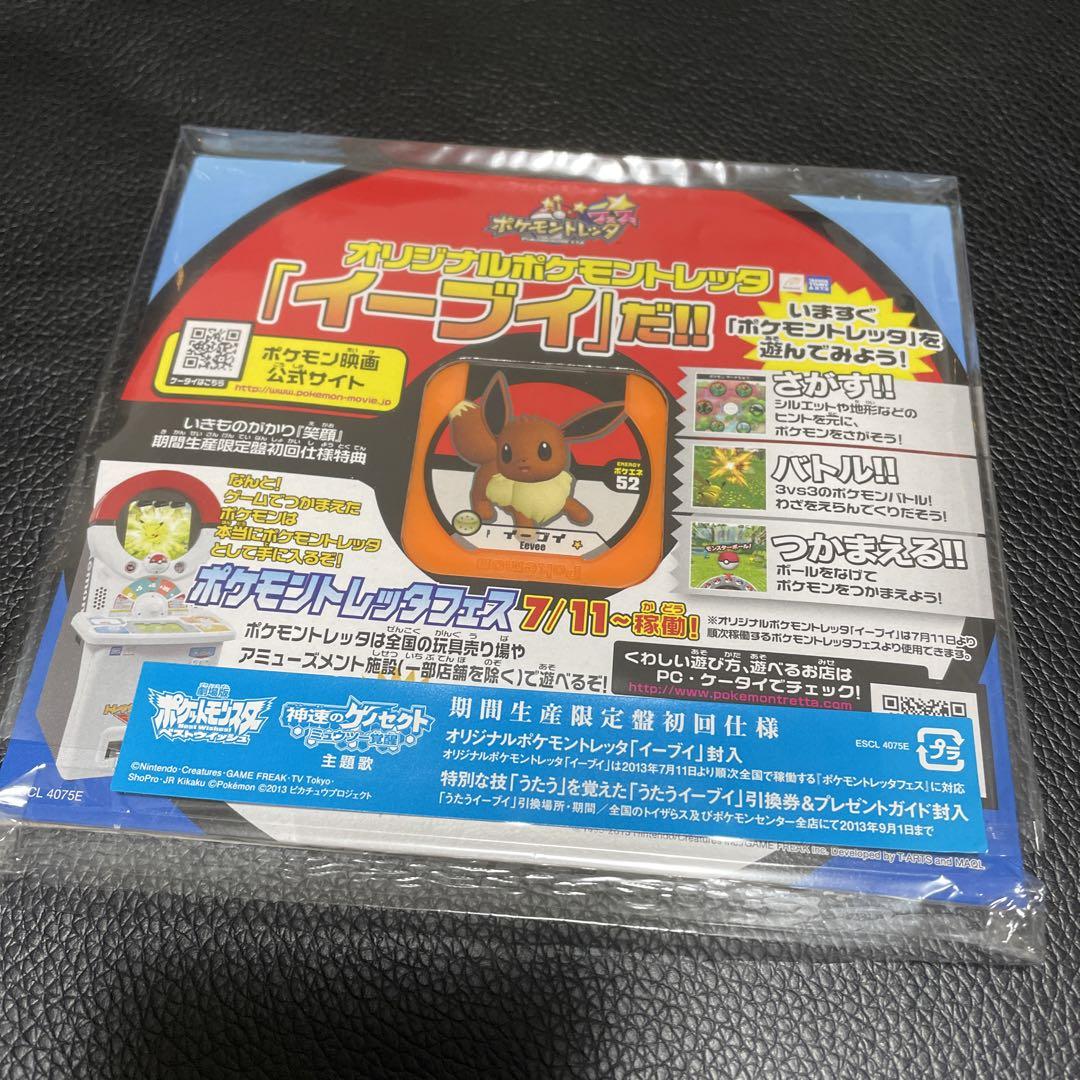 ポケモントレッタ
オリジナルポケモントレッタ
「イーブイ」だ!!
TAKARA TOMY ARTS
いますぐ
「ポケモントレッタ」を
遊んでみよう!
ケータイはこちら
ポケモン映画
公式サイト
http://www.pokemon-movie.jp
いきものがかり『笑顔』
期間生産限定盤初回仕様特典
さがす!!
シルエットや地形などの
ヒントを元に、
ポケモンをさがそう!
バトル!!
3vs3のポケモンバトル!
わざをえらんでくりだそう!
モンスターボール!
つかまえる!!
ボールをなげて
ポケモンをつかまえよう!
ENERGY
ポケエネ
52
イーブイ
Eevee
なんと!
ゲームでつかまえた
ポケモンは
本当にポケモントレッタ
として手に入るぞ!
ポケモントレッタフェス 7/11~稼働!
※オリジナルポケモントレッタ「イーブイ」は7月11日より
順次稼働するポケモントレッタフェスより使用できます。
ポケモントレッタは全国の玩具売り場や
アミューズメント施設(一部店舗を除く)で遊べるぞ!
くわしい遊び方、遊べるお店は
PC・ケータイでチェック!
http://www.pokemontretta.com
劇場版
ポケットモンスター
Best Wishes!
ベストウイッシュ
神速のゲノセクト
ミュウツー覚醒
主題歌
期間生産限定盤初回仕様
オリジナルポケモントレッタ「イーブイ」封入
オリジナルポケモントレッタ「イーブイ」は2013年7月11日より順次全国で稼働する『ポケモントレッタフェス』に対応
特別な技「うたう」を覚えた「うたうイーブイ」引換券&プレゼントガイド封入
「うたうイーブイ」引換場所・期間/全国のトイザらス及びポケモンセンター全店にて2013年9月1日まで
©Nintendo・Creatures・GAME FREAK・TV Tokyo・
ShoPro・JR Kikaku ©Pokémon ©2013 ピカチュウプロジェクト
ESCL 4075E
プラ
CL 4075E
Nintendo/Creatures Inc./GAME FREAK inc. Developed by T-ARTS and MAQL